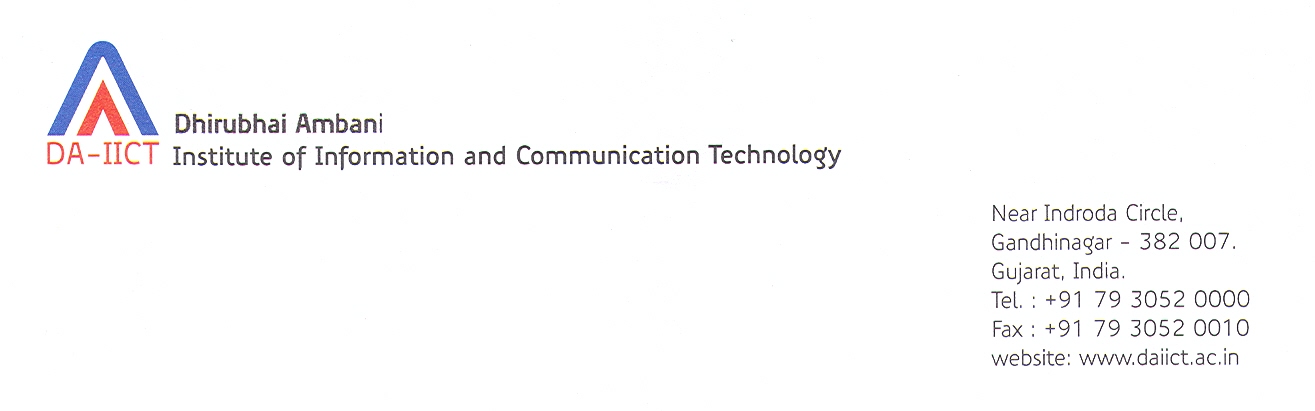 Dhirubhai Ambani
DA-IICT Institute of Information and Communication Technology
Near Indroda Circle,
Gandhinagar - 382 007.
Gujarat, India.
Tel. : +91 79 3052 0000
Fax : +91 79 3052 0010
website: www.daiict.ac.in